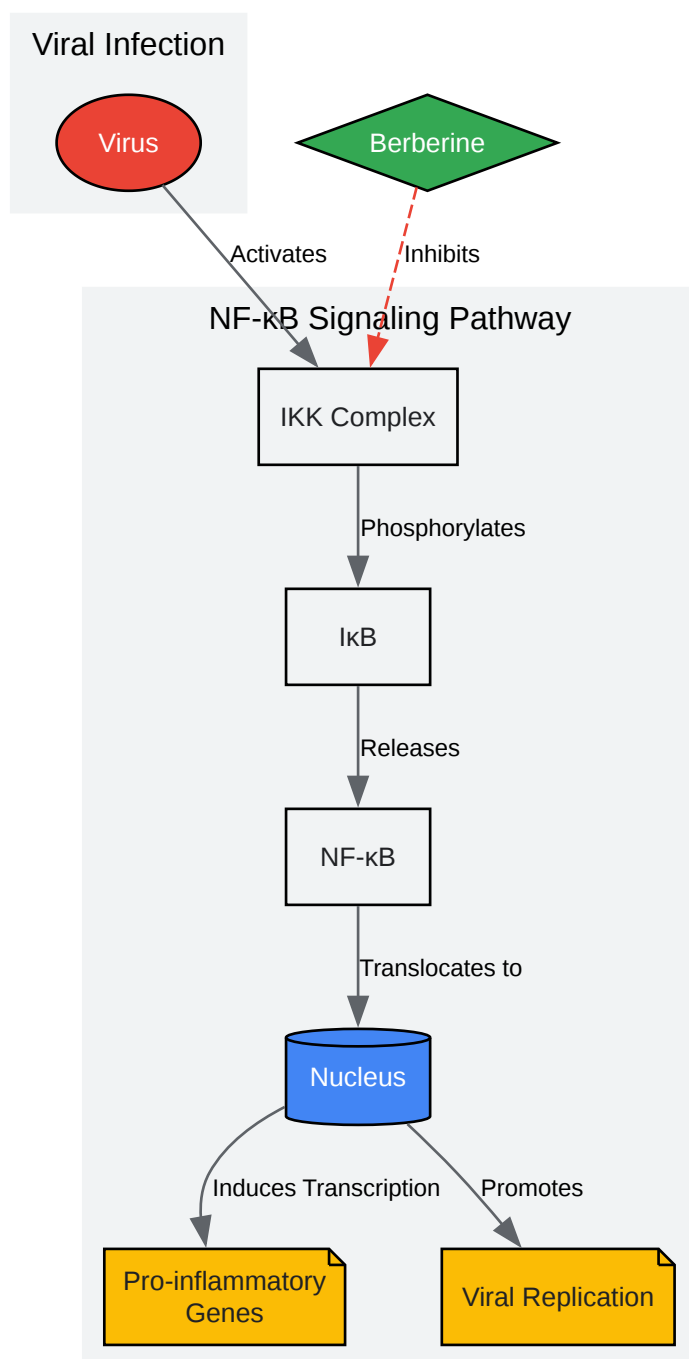 Viral Infection
Virus
Berberine
Activates
Inhibits
NF-κB Signaling Pathway
IKK Complex
Phosphorylates
IκB
Releases
NF-κB
Translocates to
Nucleus
Induces Transcription
Promotes
Pro-inflammatory
Genes
Viral Replication